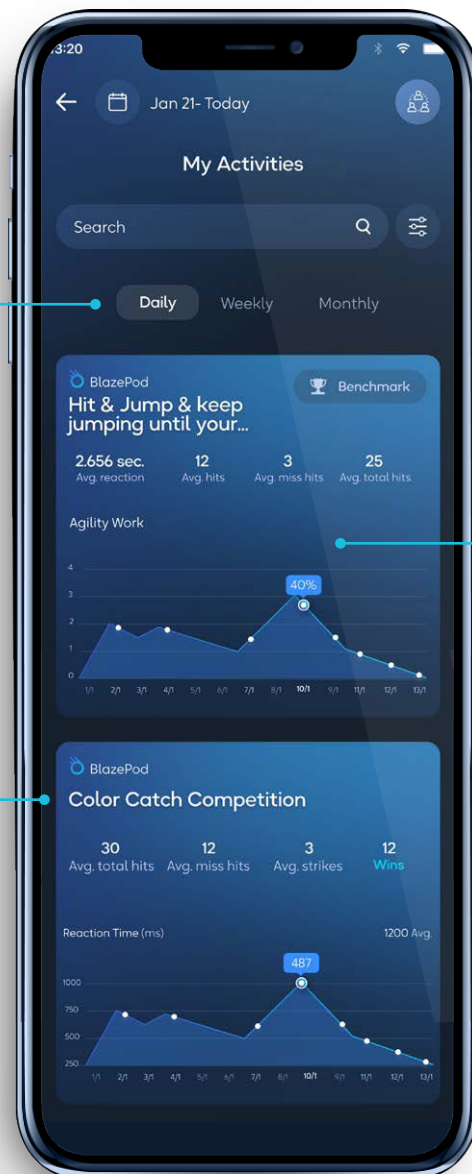 13:20
Jan 21- Today
My Activities
Search
Daily Weekly Monthly
BlazePod
Benchmark
Hit & Jump & keep
jumping until your...
2.656 sec. 12 3 25
Avg. reaction Avg. hits Avg. miss hits Avg. total hits
Agility Work
4
40%
3
2
1
0
1/1 2/1 3/1 4/1 5/1 6/1 7/1 8/1 10/1 9/1 11/1 12/1 13/1
BlazePod
Color Catch Competition
30 12 3 12
Avg. total hits Avg. miss hits Avg. strikes Wins
Reaction Time (ms) 1200 Avg.
487
1000
750
500
250
1/1 2/1 3/1 4/1 5/1 6/1 7/1 8/1 10/1 9/1 11/1 12/1 13/1